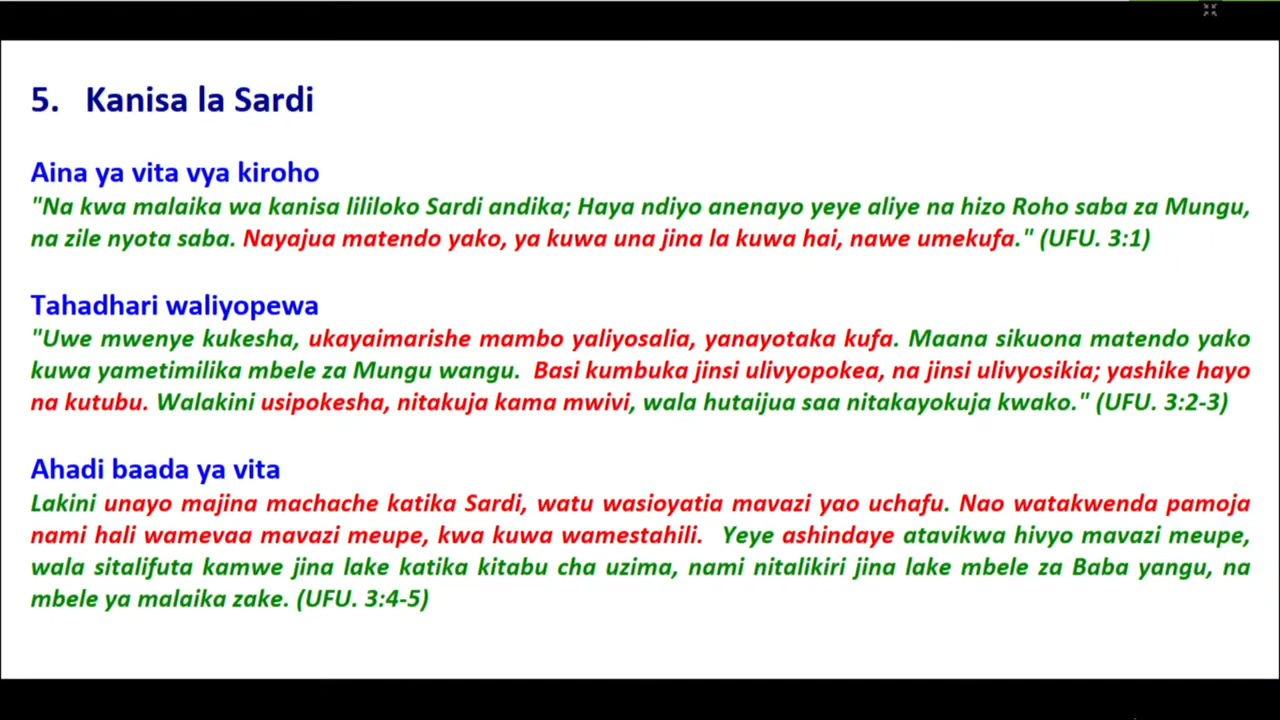 5. Kanisa la Sardi
Aina ya vita vya kiroho
"Na kwa malaika wa kanisa lililoko Sardi andika; Haya ndiyo anenayo yeye aliye na hizo Roho saba za Mungu,
na zile nyota saba. Nayajua matendo yako, ya kuwa una jina la kuwa hai, nawe umekufa." (UFU. 3:1)
Tahadhari waliyopewa
"Uwe mwenye kukesha, ukayaimarishe mambo yaliyosalia, yanayotaka kufa. Maana sikuona matendo yako
kuwa yametimilika mbele za Mungu wangu. Basi kumbuka jinsi ulivyopokea, na jinsi ulivyosikia; yashike hayo
na kutubu. Walakini usipokesha, nitakuja kama mwivi, wala hutaijua saa nitakayokuja kwako." (UFU. 3:2-3)
Ahadi baada ya vita
Lakini unayo majina machache katika Sardi, watu wasioyatia mavazi yao uchafu. Nao watakwenda pamoja
nami hali wamevaa mavazi meupe, kwa kuwa wamestahili. Yeye ashindaye atavikwa hivyo mavazi meupe,
wala sitalifuta kamwe jina lake katika kitabu cha uzima, nami nitalikiri jina lake mbele za Baba yangu, na
mbele ya malaika zake. (UFU. 3:4-5)